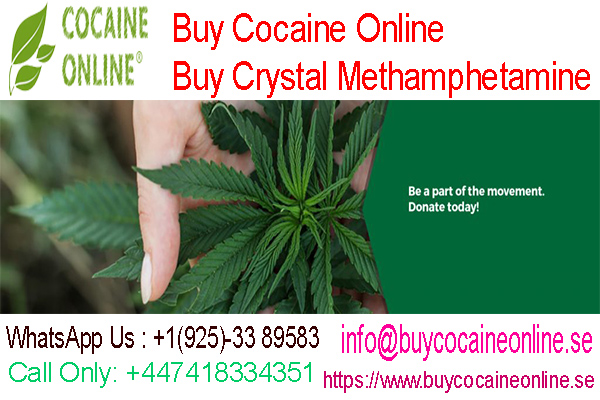 COCAINE
ONLINE®
Buy Cocaine Online
Buy Crystal Methamphetamine
Be a part of the movement.
Donate today!
WhatsApp Us : +1(925)-33 89583
info@buycocaineonline.se
Call Only: +447418334351
https://www.buycocaineonline.se